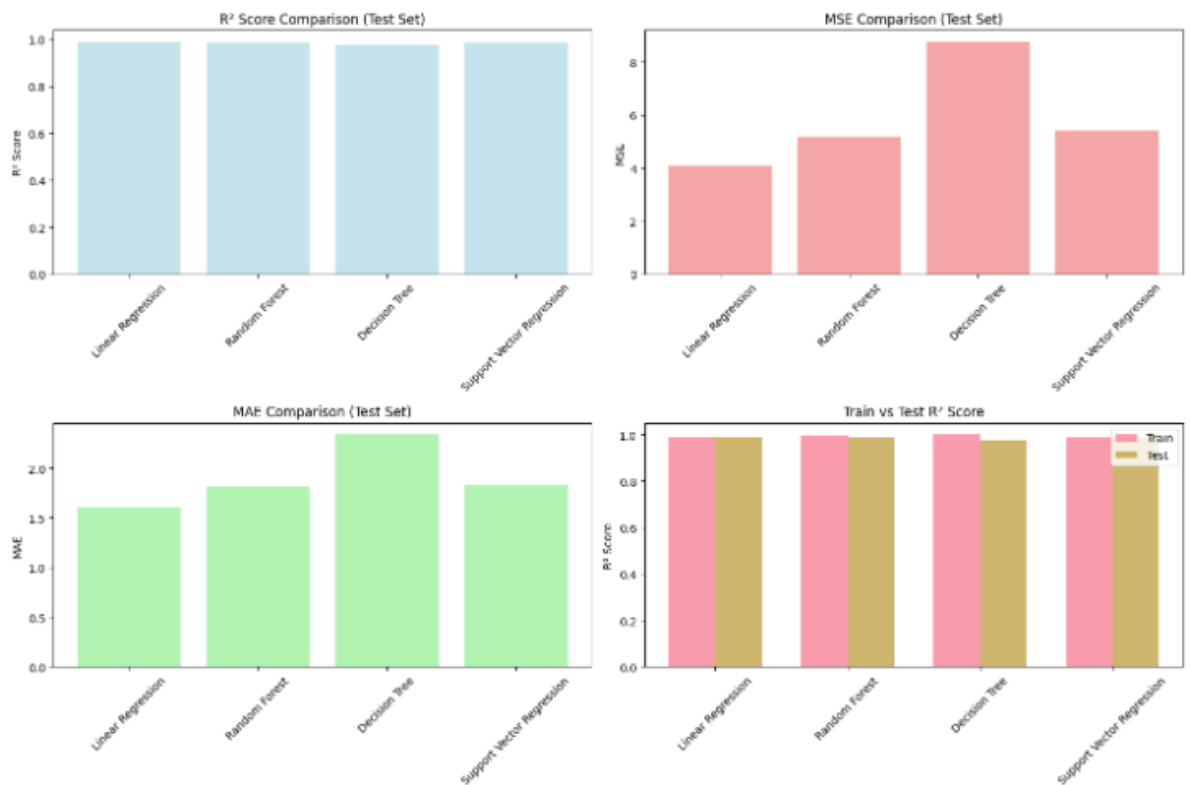 R² Score Comparison (Test Set)
1.0
0.8
0.6
0.4
0.2
0.0
R² Score
Linear Regression
Random Forest
Decision Tree
Support Vector Regression
MSE Comparison (Test Set)
8
6
4
2
0
MSE
Linear Regression
Random Forest
Decision Tree
Support Vector Regression
MAE Comparison (Test Set)
2.0
1.5
1.0
0.5
0.0
MAE
Linear Regression
Random Forest
Decision Tree
Support Vector Regression
Train vs Test R² Score
1.0
0.8
0.6
0.4
0.2
0.0
R² Score
Train
Test
Linear Regression
Random Forest
Decision Tree
Support Vector Regression